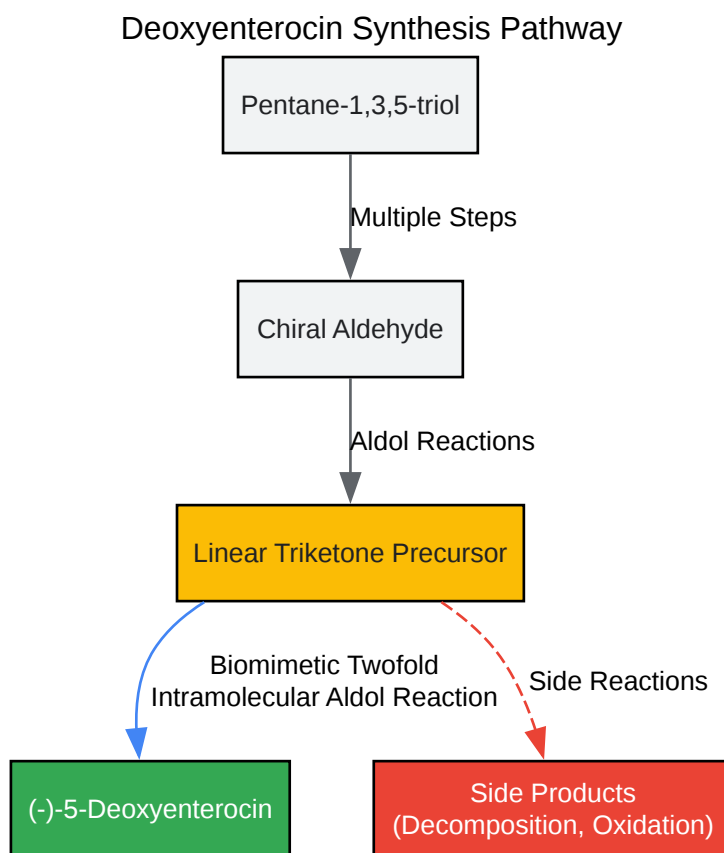 Deoxyenterocin Synthesis Pathway
Pentane-1,3,5-triol
Multiple Steps
Chiral Aldehyde
Aldol Reactions
Linear Triketone Precursor
Biomimetic Twofold
Intramolecular Aldol Reaction
Side Reactions
(-)-5-Deoxyenterocin
Side Products
(Decomposition, Oxidation)